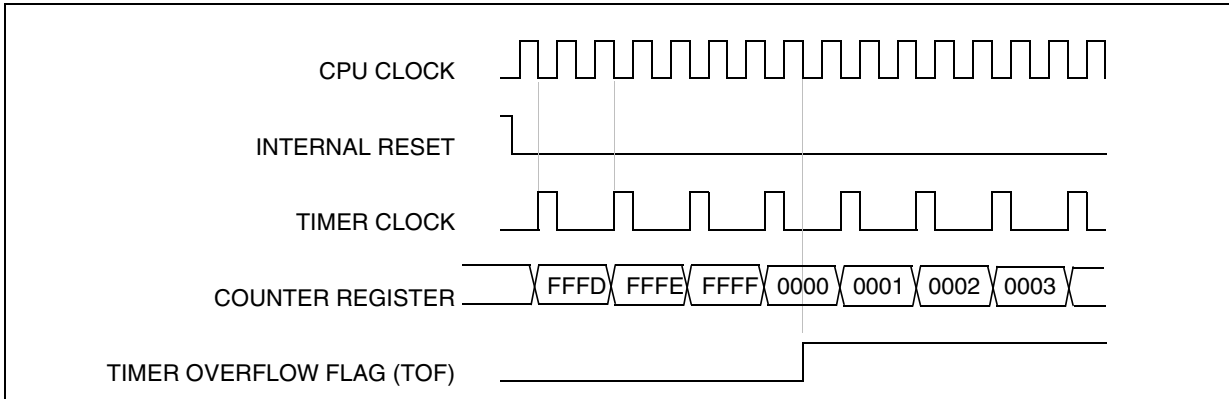 CPU CLOCK
INTERNAL RESET
TIMER CLOCK
COUNTER REGISTER
FFFD FFFE FFFF 0000 0001 0002 0003
TIMER OVERFLOW FLAG (TOF)